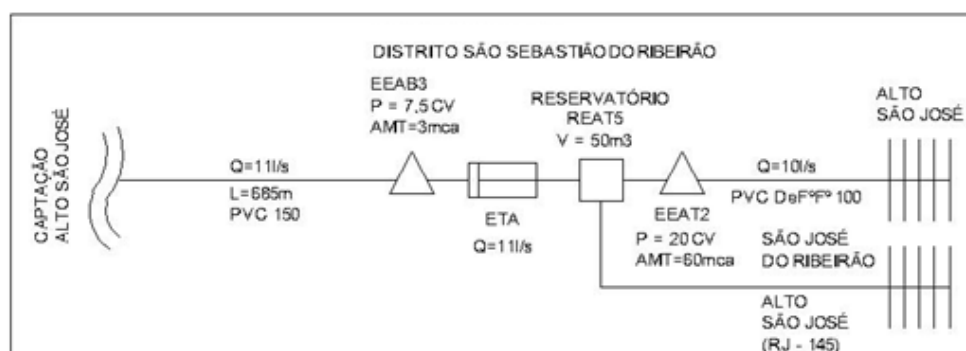 DISTRITO SÃO SEBASTIÃO DO RIBEIRÃO
CAPTAÇÃO
ALTO SÃO JOSÉ
Q=11l/s
L=685m
PVC 150
EEAB3
P = 7,5 CV
AMT=3mca
ETA
Q=11l/s
RESERVATÓRIO
REAT5
V = 50m3
EEAT2
P = 20 CV
AMT=60mca
Q=10l/s
PVC DeFºFº 100
ALTO
SÃO JOSÉ
SÃO JOSÉ
DO RIBEIRÃO
ALTO
SÃO JOSÉ
(RJ - 145)